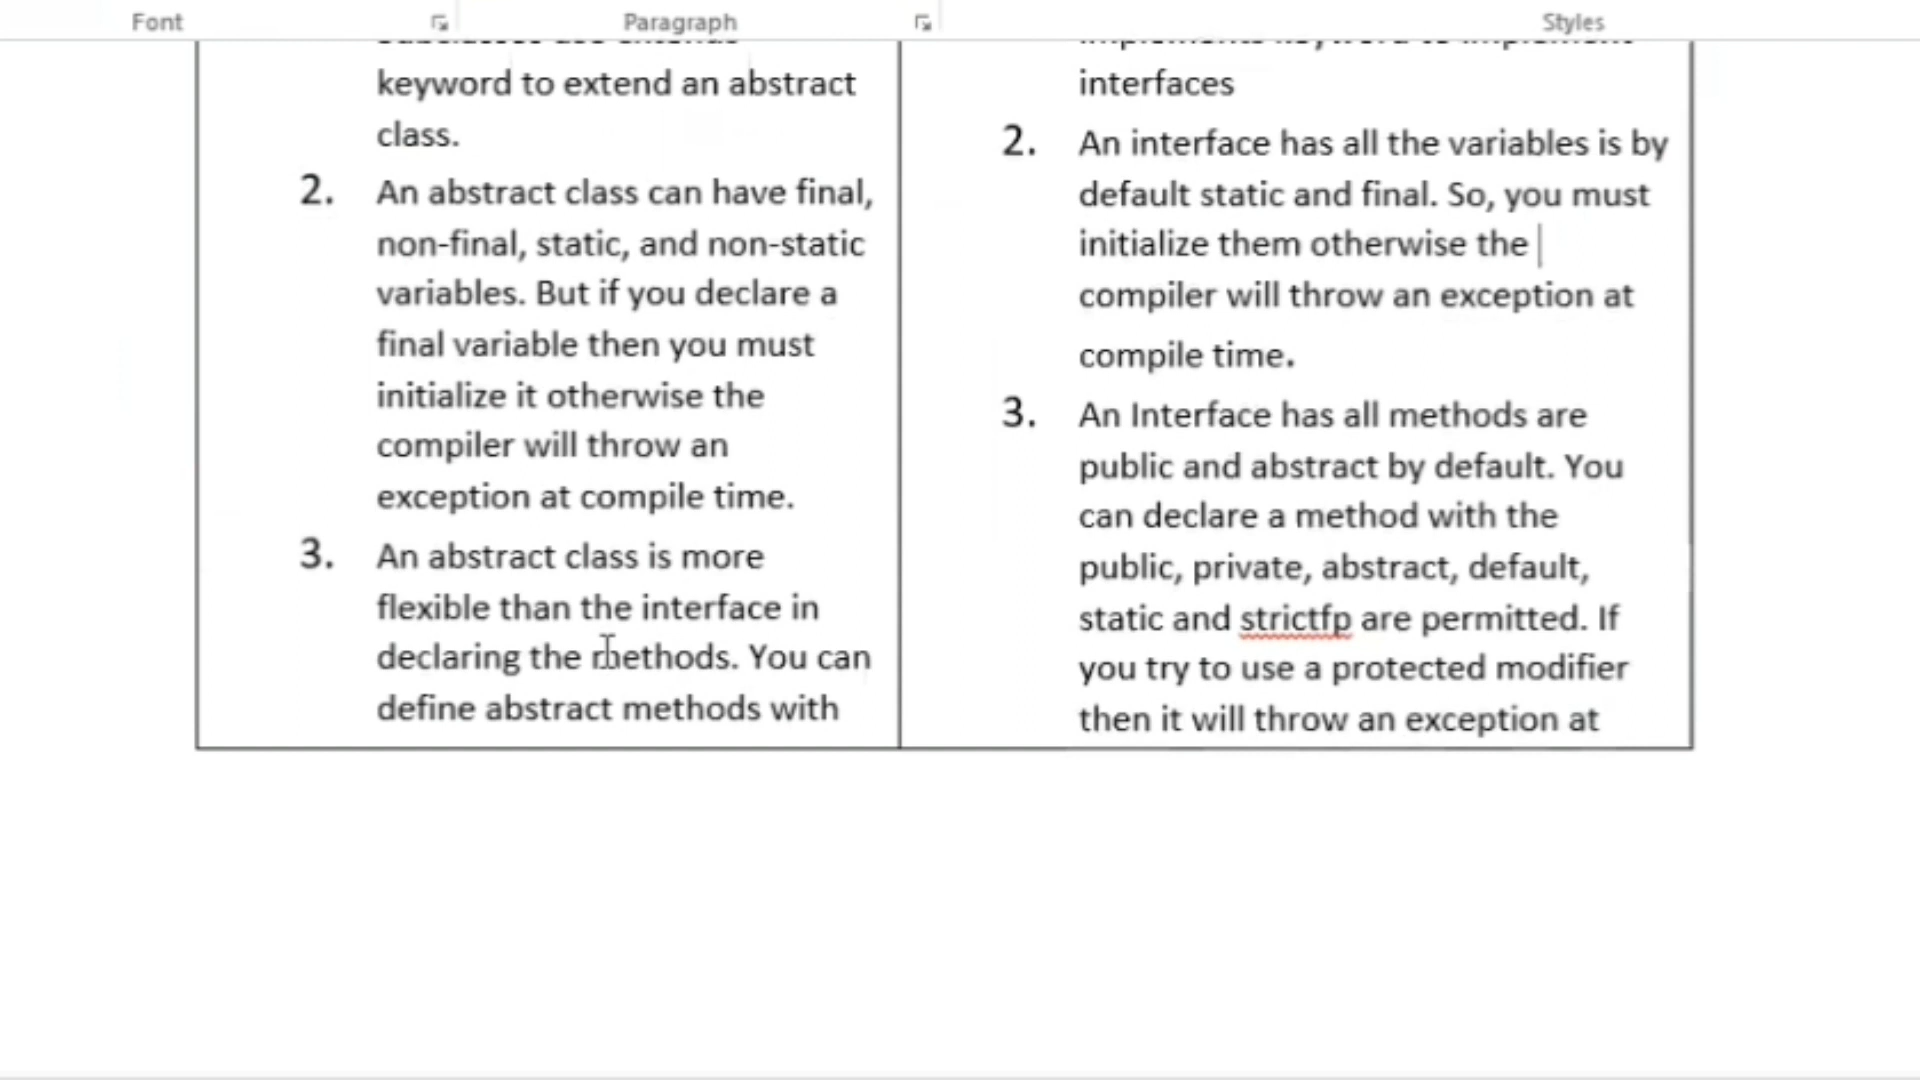 Font
Paragraph
Styles
subclasses use extends
keyword to extend an abstract
class.
2. An abstract class can have final,
non-final, static, and non-static
variables. But if you declare a
final variable then you must
initialize it otherwise the
compiler will throw an
exception at compile time.
3. An abstract class is more
flexible than the interface in
declaring the methods. You can
define abstract methods with
implements keyword to implement
interfaces
2. An interface has all the variables is by
default static and final. So, you must
initialize them otherwise the
compiler will throw an exception at
compile time.
3. An Interface has all methods are
public and abstract by default. You
can declare a method with the
public, private, abstract, default,
static and strictfp are permitted. If
you try to use a protected modifier
then it will throw an exception at